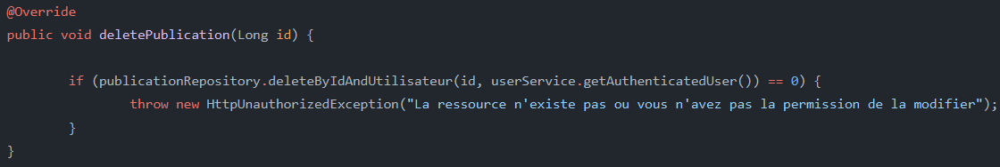 @Override
public void deletePublication(Long id) {
if (publicationRepository.deleteByIdAndUtilisateur(id, userService.getAuthenticatedUser()) == 0) {
throw new HttpUnauthorizedException("La ressource n'existe pas ou vous n'avez pas la permission de la modifier");
}
}